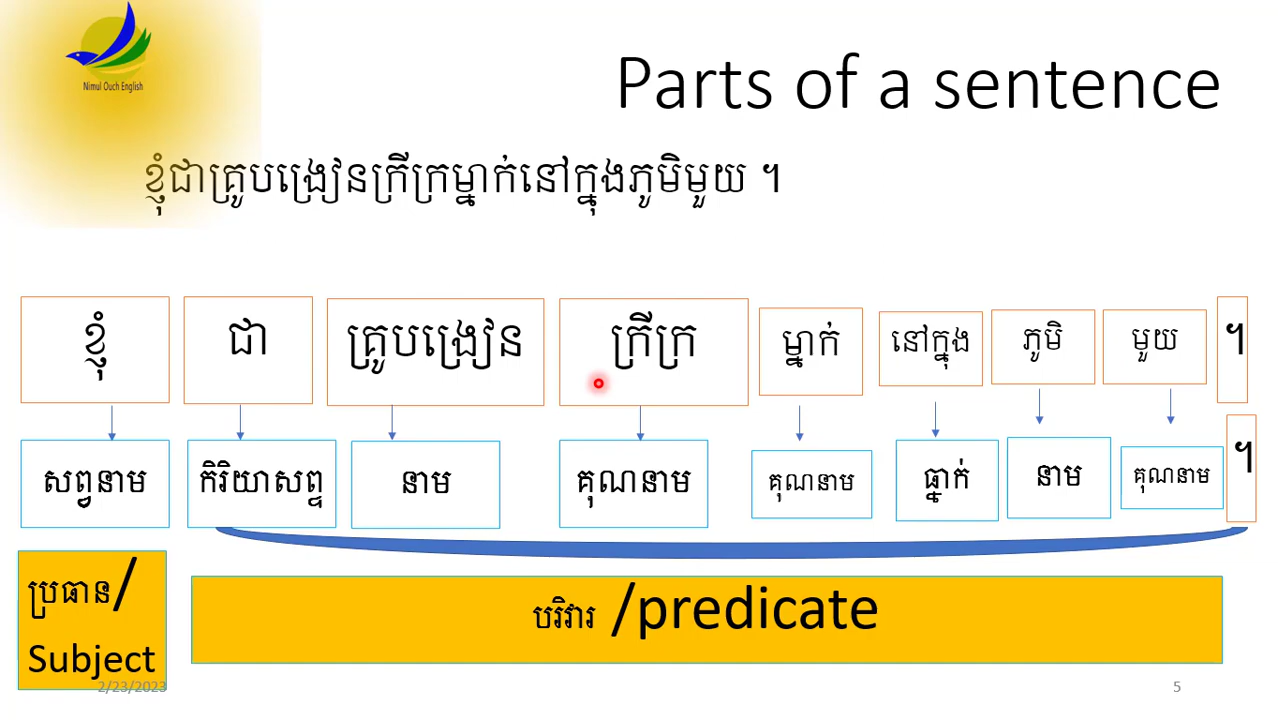 Nimul Ouch English
Parts of a sentence
ខ្ញុំជាគ្រូបង្រៀនក្រីក្រម្នាក់នៅក្នុងភូមិមួយ ។
ខ្ញុំ ជា គ្រូបង្រៀន ក្រីក្រ ម្នាក់ នៅក្នុង ភូមិ មួយ ។
សព្វនាម កិរិយាសព្ទ នាម គុណនាម គុណនាម ធ្នាក់ នាម គុណនាម ។
ប្រធាន/
Subject
បរិវារ /predicate
2/23/2023
5